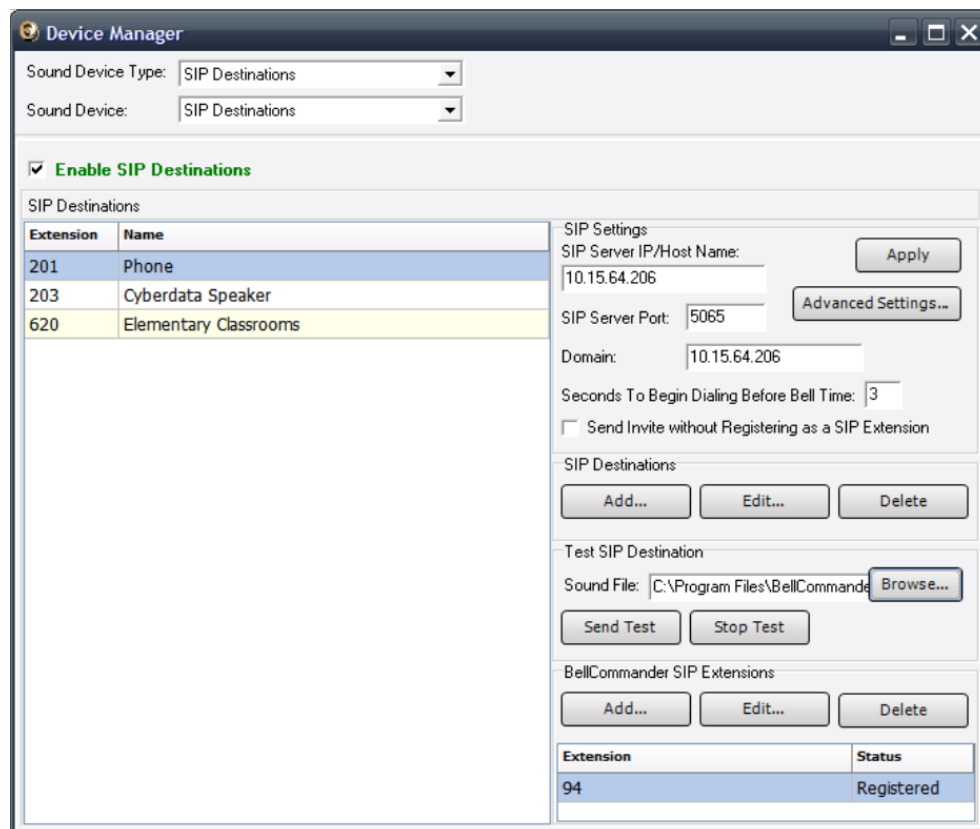 Device Manager
Sound Device Type: SIP Destinations
Sound Device: SIP Destinations
Enable SIP Destinations
SIP Destinations
Extension Name
201 Phone
203 Cyberdata Speaker
620 Elementary Classrooms
SIP Settings
SIP Server IP/Host Name:
10.15.64.206
Apply
Advanced Settings...
SIP Server Port: 5065
Domain: 10.15.64.206
Seconds To Begin Dialing Before Bell Time: 3
Send Invite without Registering as a SIP Extension
SIP Destinations
Add... Edit... Delete
Test SIP Destination
Sound File: C:\Program Files\BellCommande Browse...
Send Test Stop Test
BellCommander SIP Extensions
Add... Edit... Delete
Extension Status
94 Registered